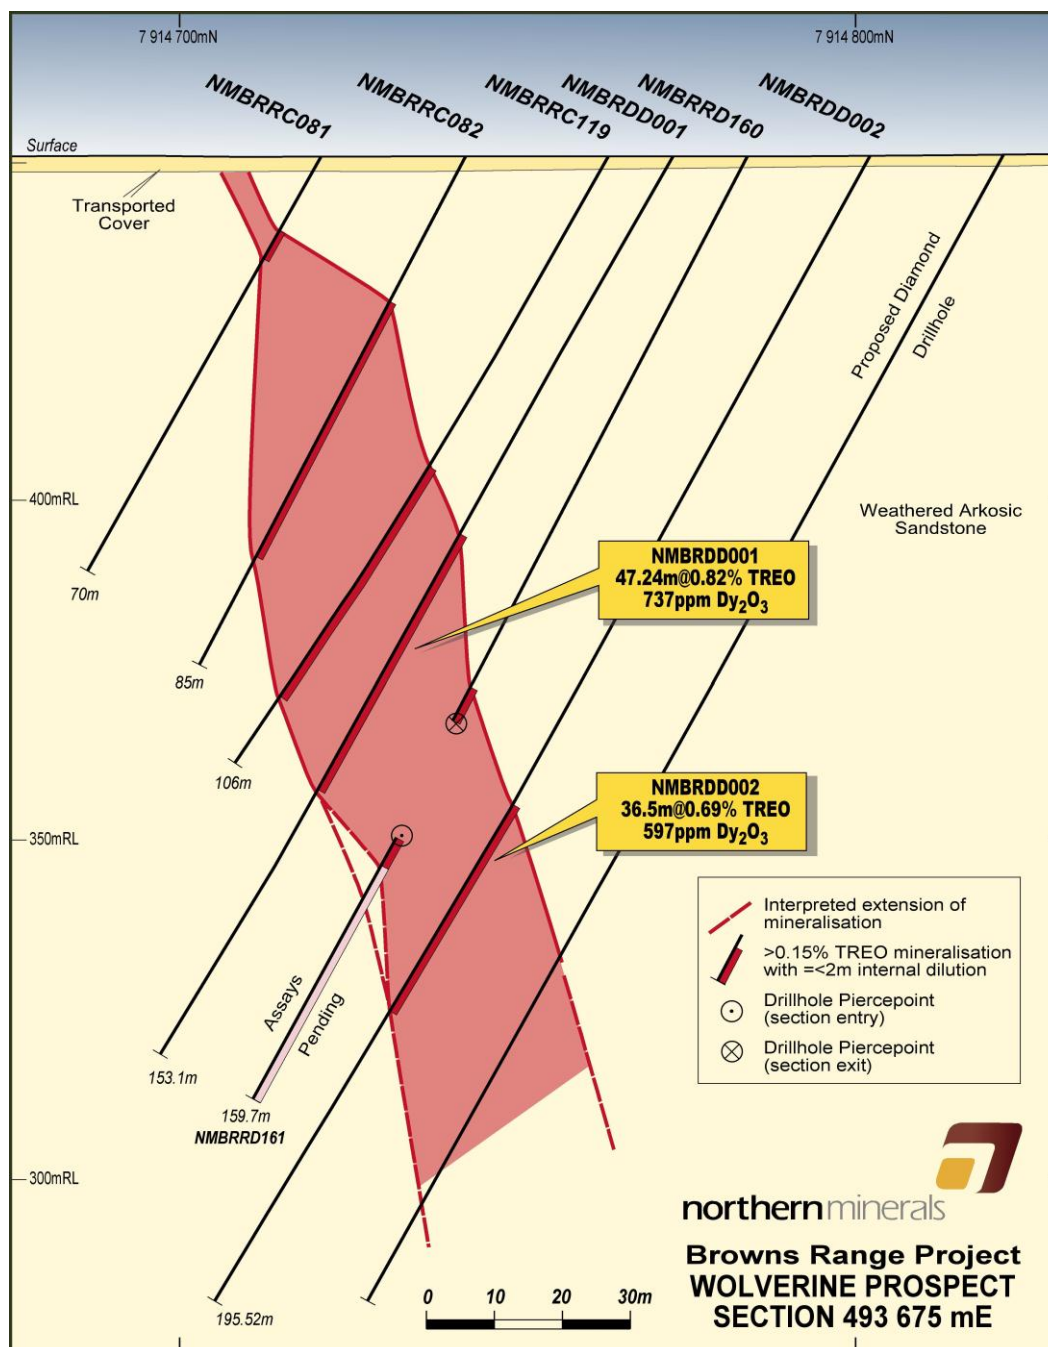 7 914 700mN
7 914 800mN
NMBRRC081
NMBRRC082
NMBRRC119
NMBRDD001
NMBRRD160
NMBRDD002
Surface
Transported
Cover
Proposed Diamond
Drillhole
400mRL
Weathered Arkosic
Sandstone
NMBRDD001
47.24m@0.82% TREO
737ppm Dy₂O₃
70m
85m
106m
NMBRDD002
36.5m@0.69% TREO
597ppm Dy₂O₃
350mRL
Interpreted extension of
mineralisation
>0.15% TREO mineralisation
with =<2m internal dilution
Drillhole Piercepoint
(section entry)
Drillhole Piercepoint
(section exit)
Assays
Pending
153.1m
159.7m
NMBRRD161
300mRL
northernminerals
Browns Range Project
WOLVERINE PROSPECT
SECTION 493 675 mE
0 10 20 30m
195.52m